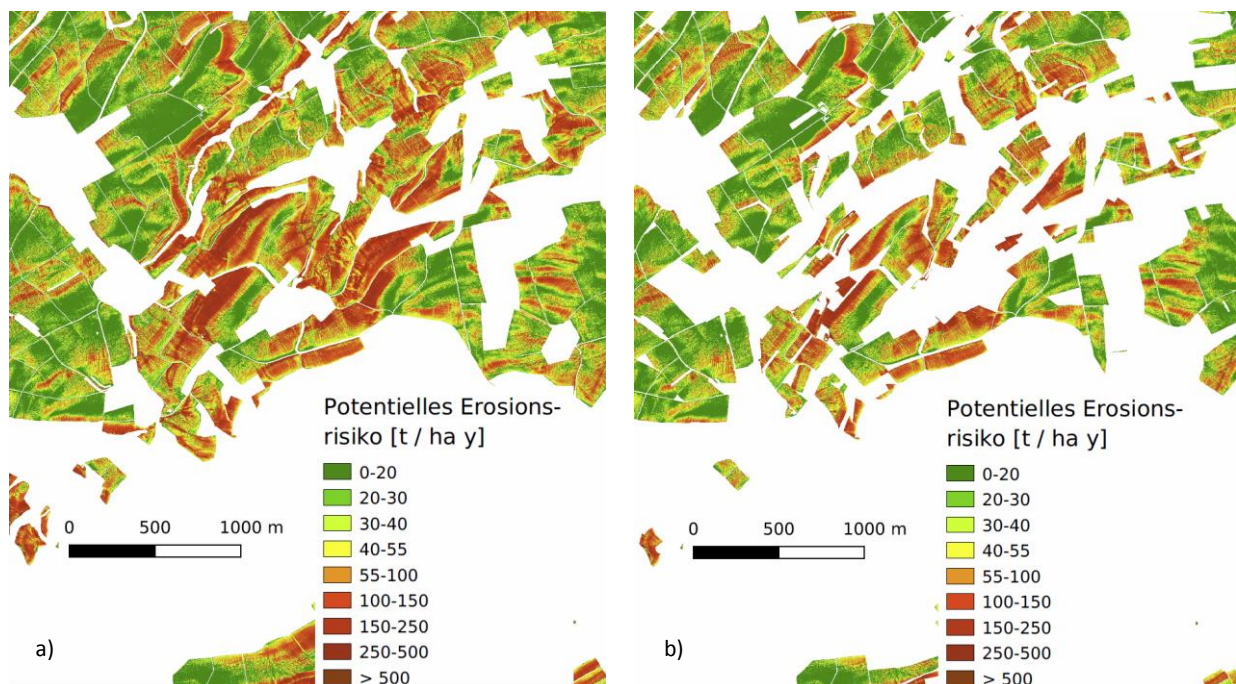 Potentielles Erosions-
risiko [t / ha y]
0-20
20-30
30-40
40-55
55-100
100-150
150-250
250-500
> 500
0 500 1000 m
a)
Potentielles Erosions-
risiko [t / ha y]
0-20
20-30
30-40
40-55
55-100
100-150
150-250
250-500
> 500
0 500 1000 m
b)